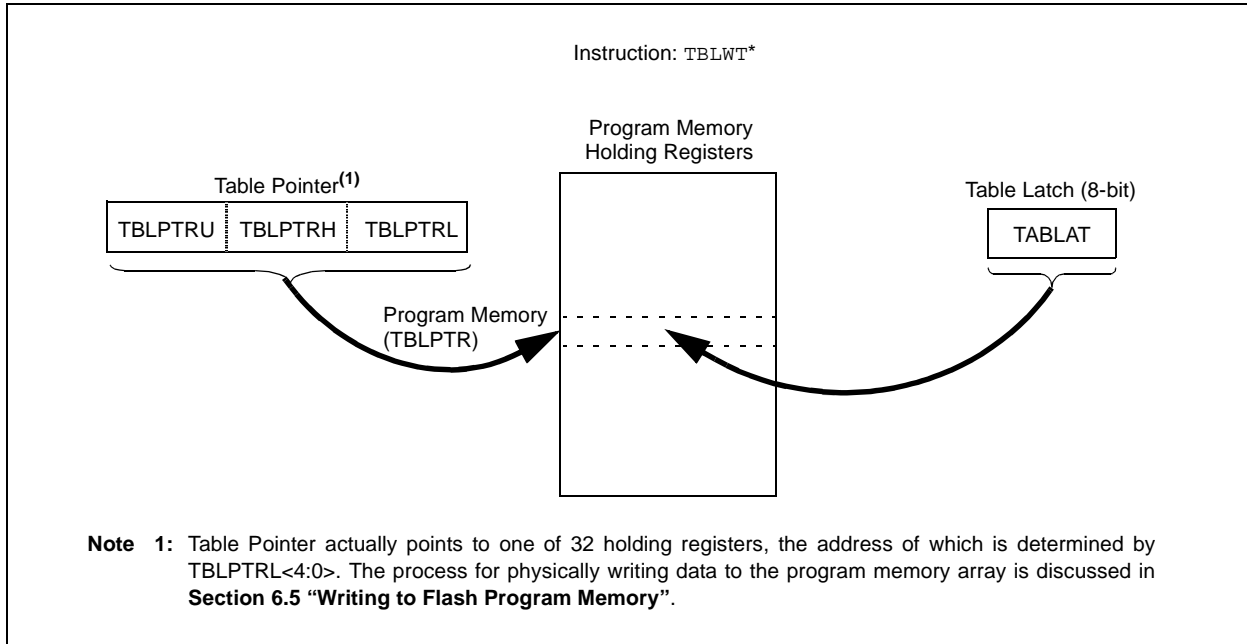 Instruction: TBLWT*
Program Memory
Holding Registers
Table Pointer(1)
Table Latch (8-bit)
TBLPTRU TBLPTRH TBLPTRL
TABLAT
Program Memory
(TBLPTR)
Note 1: Table Pointer actually points to one of 32 holding registers, the address of which is determined by
TBLPTRL<4:0>. The process for physically writing data to the program memory array is discussed in
Section 6.5 “Writing to Flash Program Memory”.